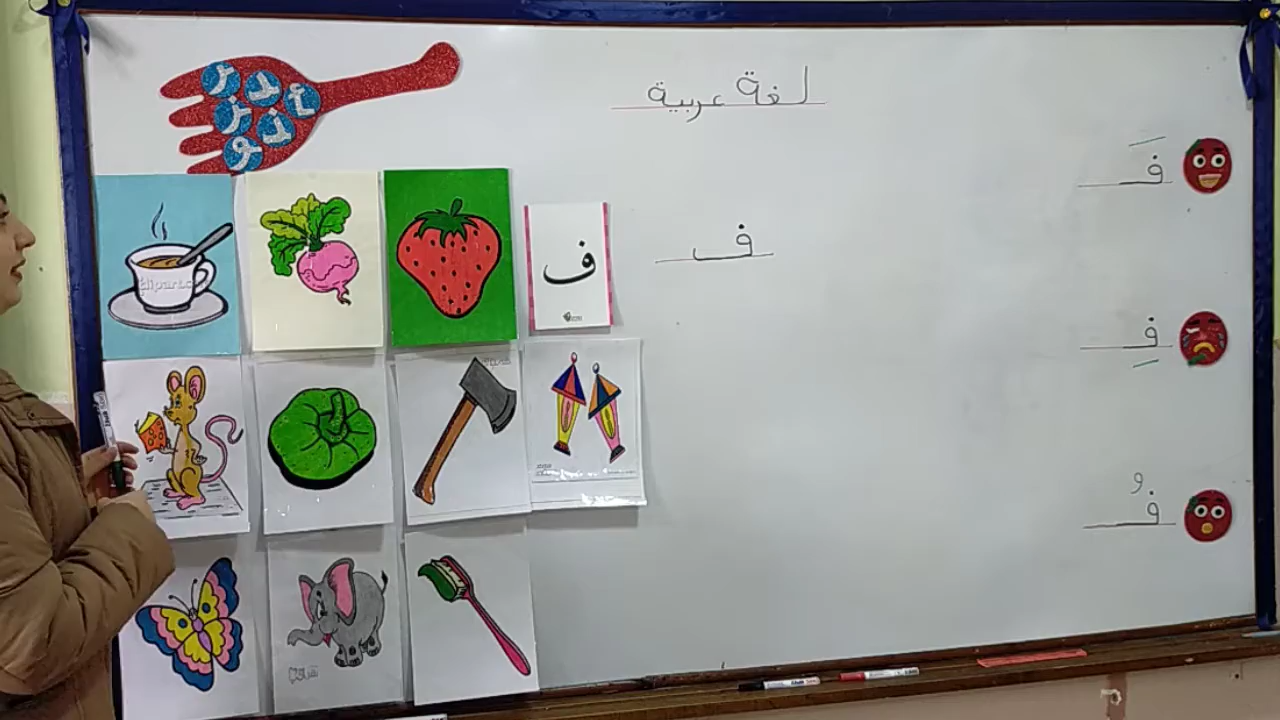 لغة عربية
أ د ر
ذ ز
و
فَ
ف
ف
فِ
فُ